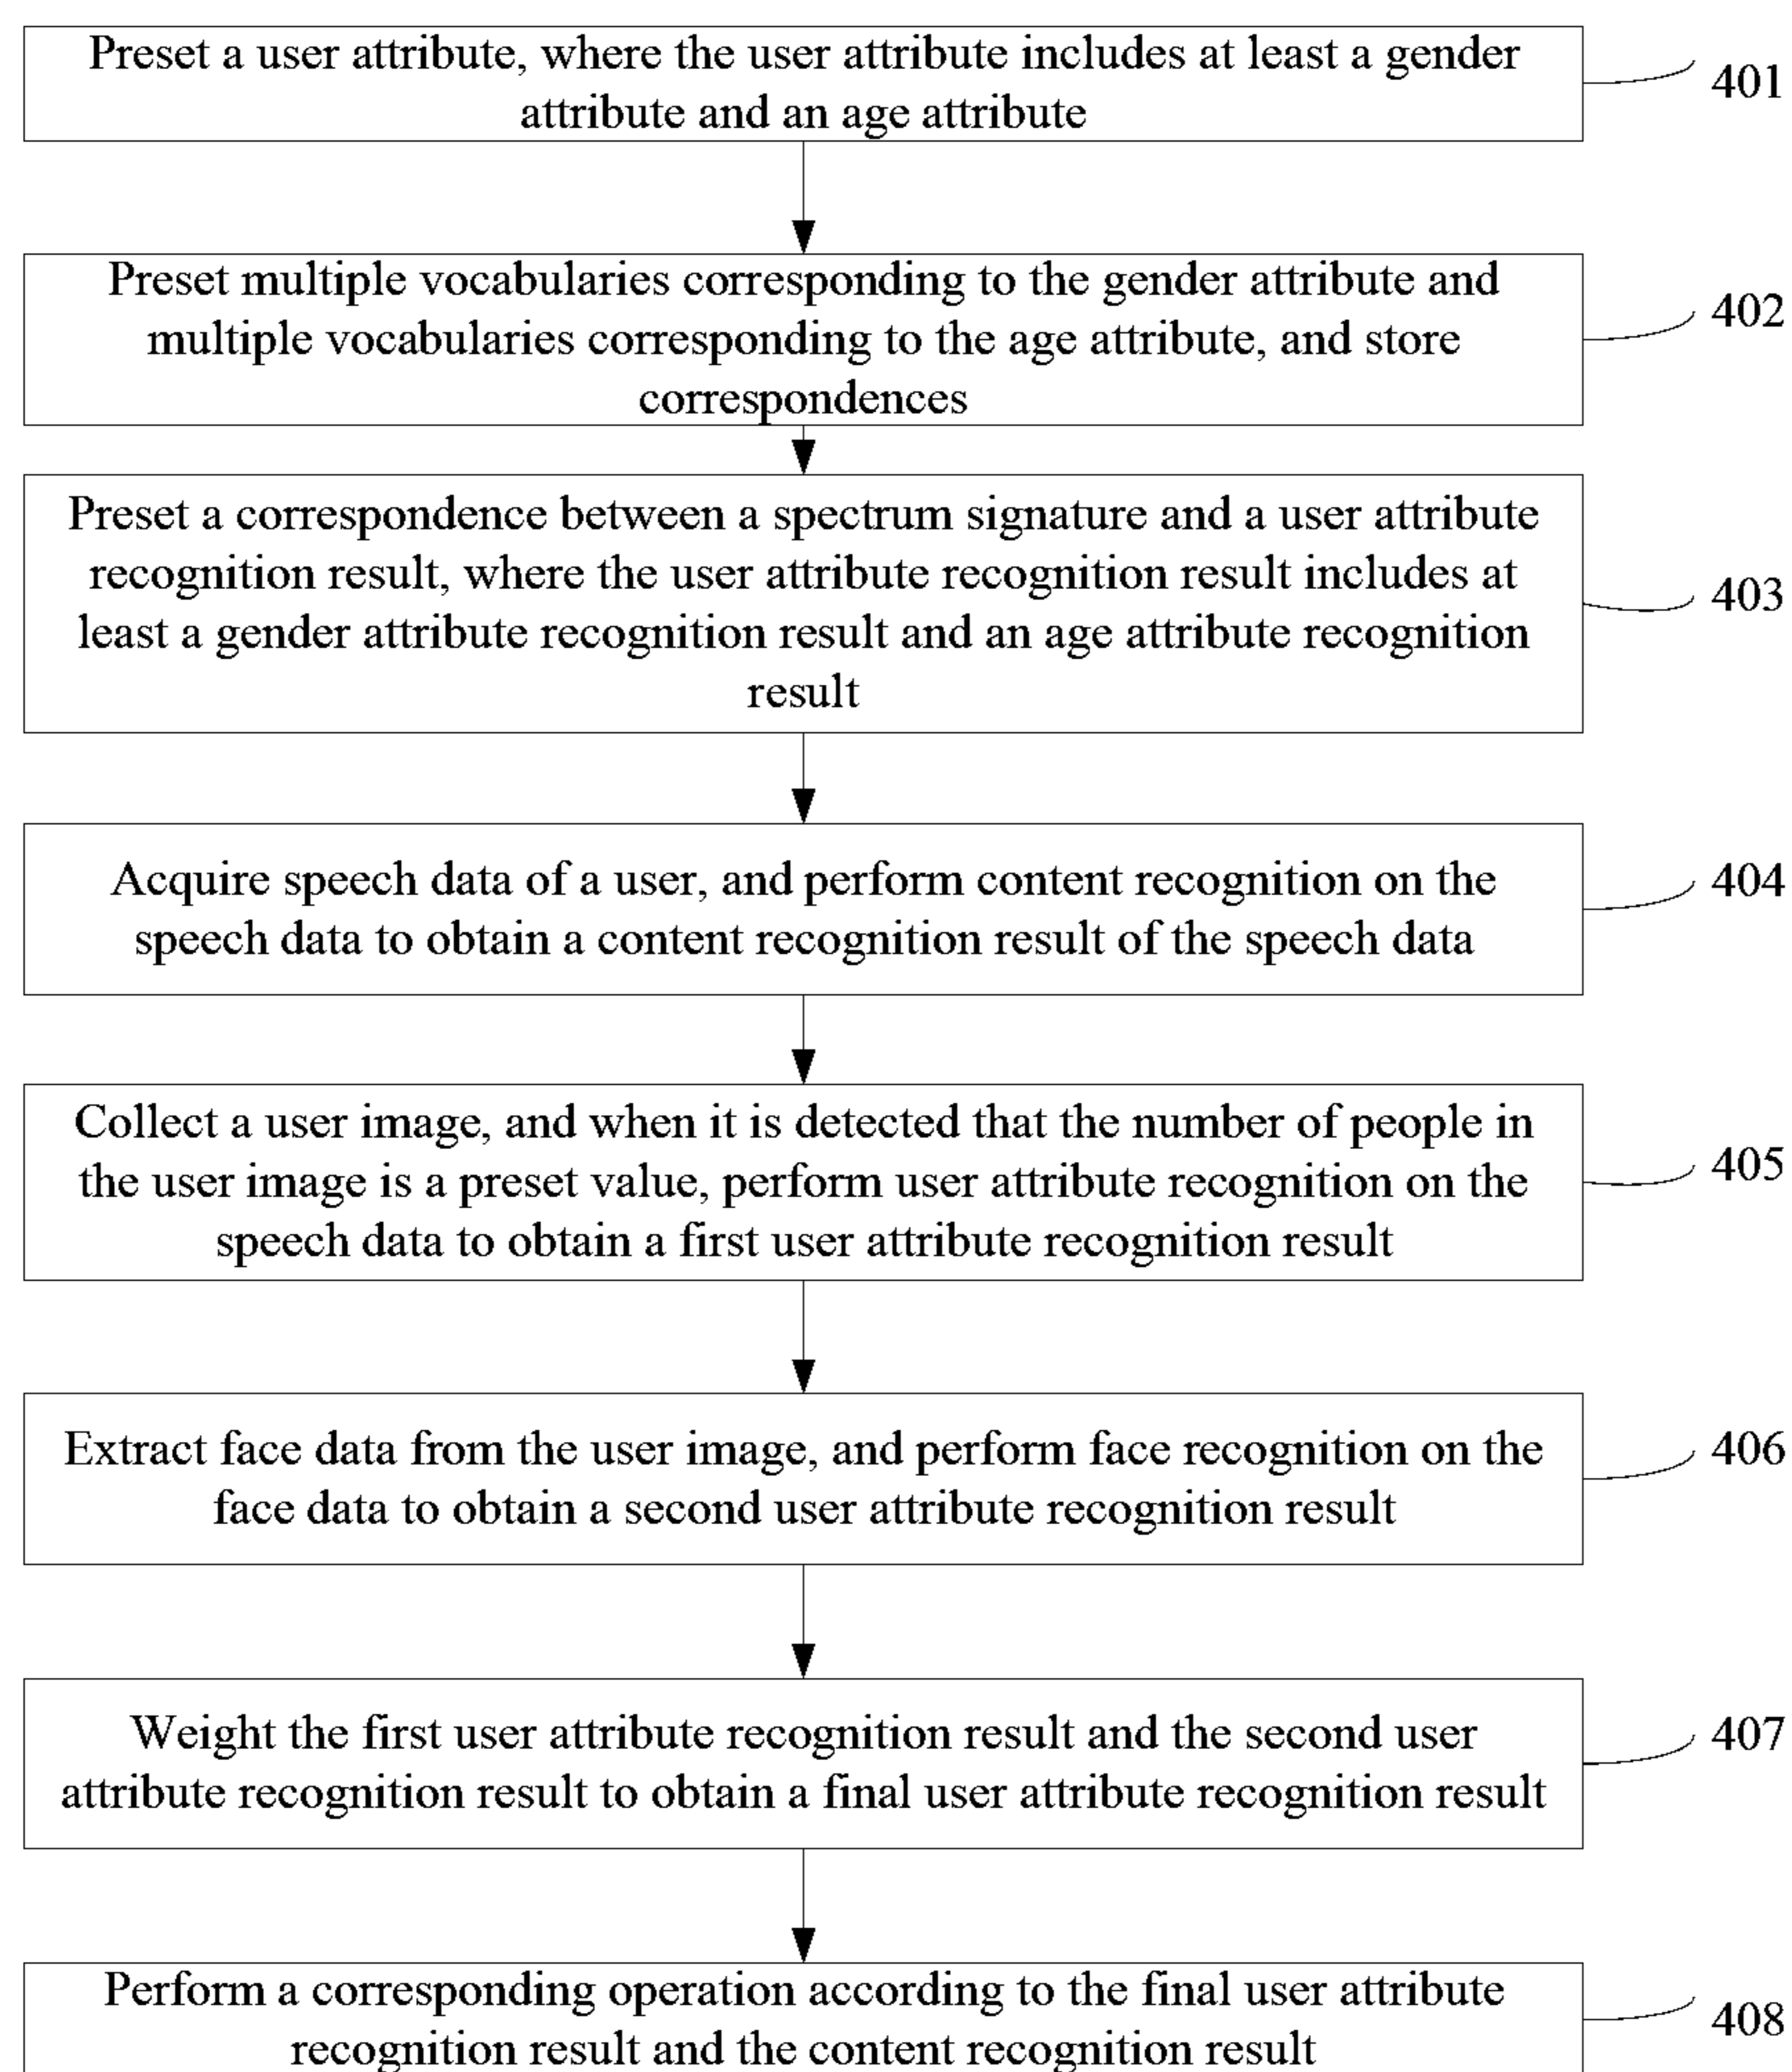 Preset a user attribute, where the user attribute includes at least a gender
attribute and an age attribute
401
Preset multiple vocabularies corresponding to the gender attribute and
multiple vocabularies corresponding to the age attribute, and store
correspondences
402
Preset a correspondence between a spectrum signature and a user attribute
recognition result, where the user attribute recognition result includes at
least a gender attribute recognition result and an age attribute recognition
result
403
Acquire speech data of a user, and perform content recognition on the
speech data to obtain a content recognition result of the speech data
404
Collect a user image, and when it is detected that the number of people in
the user image is a preset value, perform user attribute recognition on the
speech data to obtain a first user attribute recognition result
405
Extract face data from the user image, and perform face recognition on the
face data to obtain a second user attribute recognition result
406
Weight the first user attribute recognition result and the second user
attribute recognition result to obtain a final user attribute recognition result
407
Perform a corresponding operation according to the final user attribute
recognition result and the content recognition result
408